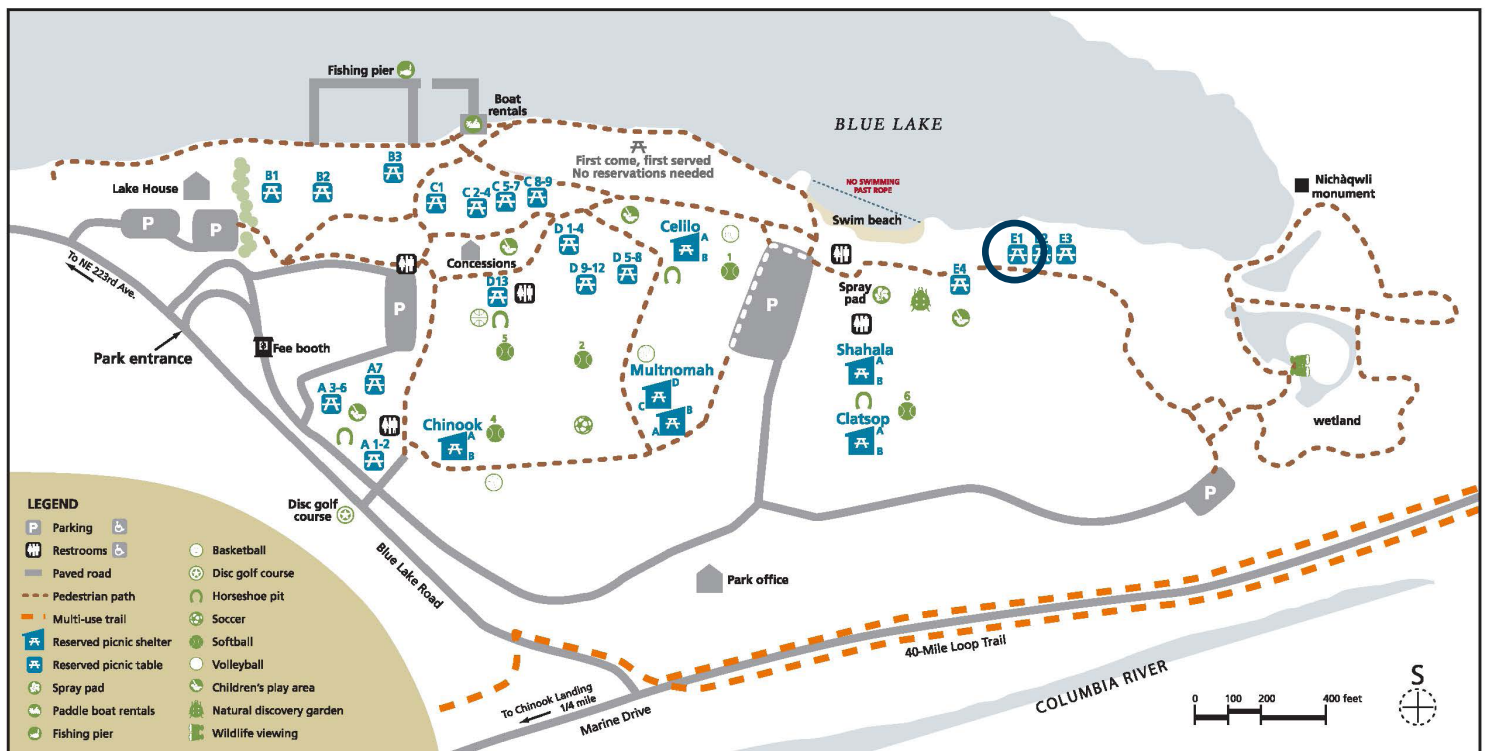 Fishing pier
Boat
rentals
BLUE LAKE
First come, first served
No reservations needed
NO SWIMMING
PAST ROPE
Swim beach
Nichàqwli
monument
Lake House
B1
B2
B3
C1
C 2-4
C 5-7
C 8-9
P
P
To NE 223rd Ave.
Concessions
D 1-4
D 9-12
D 5-8
D13
Celilo
A
B
1
E1
E3
E4
Spray
pad
P
P
Park entrance
Fee booth
5
2
Multnomah
D
C
B
A
Shahala
A
B
6
Clatsop
A
B
A7
A 3-6
A 1-2
Chinook
A
B
4
wetland
P
Disc golf
course
Blue Lake Road
Park office
40-Mile Loop Trail
COLUMBIA RIVER
To Chinook Landing
1/4 mile
Marine Drive
LEGEND
P Parking
Restrooms
Paved road
Pedestrian path
Multi-use trail
Reserved picnic shelter
Reserved picnic table
Spray pad
Paddle boat rentals
Fishing pier
Basketball
Disc golf course
Horseshoe pit
Soccer
Softball
Volleyball
Children's play area
Natural discovery garden
Wildlife viewing
0 100 200 400 feet
S